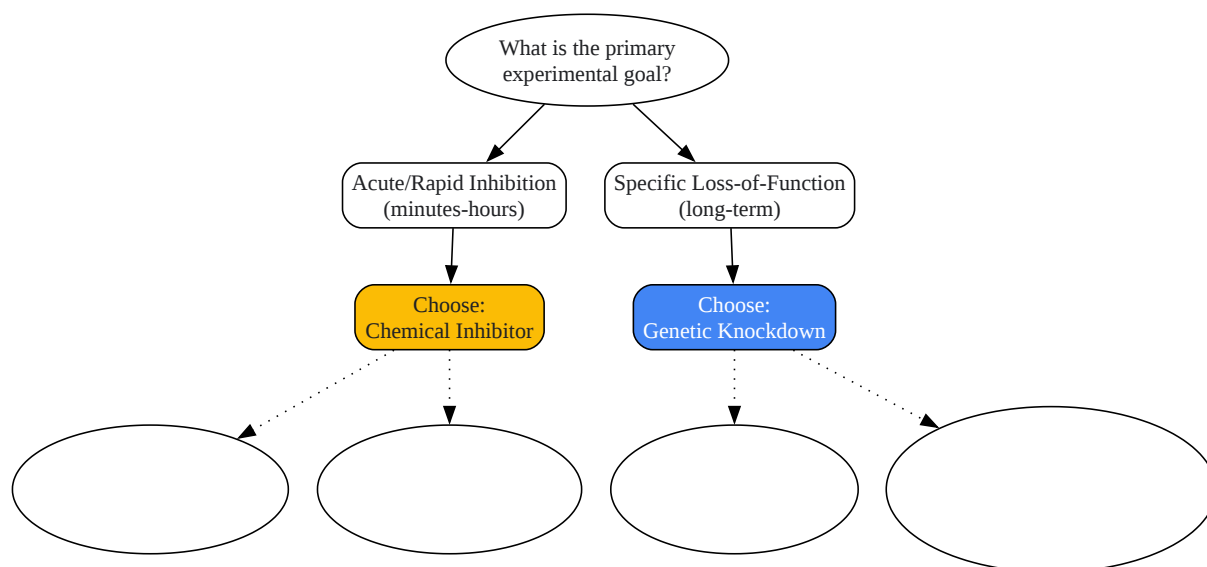 What is the primary
experimental goal?
Acute/Rapid Inhibition
(minutes-hours)
Specific Loss-of-Function
(long-term)
Choose:
Chemical Inhibitor
Choose:
Genetic Knockdown